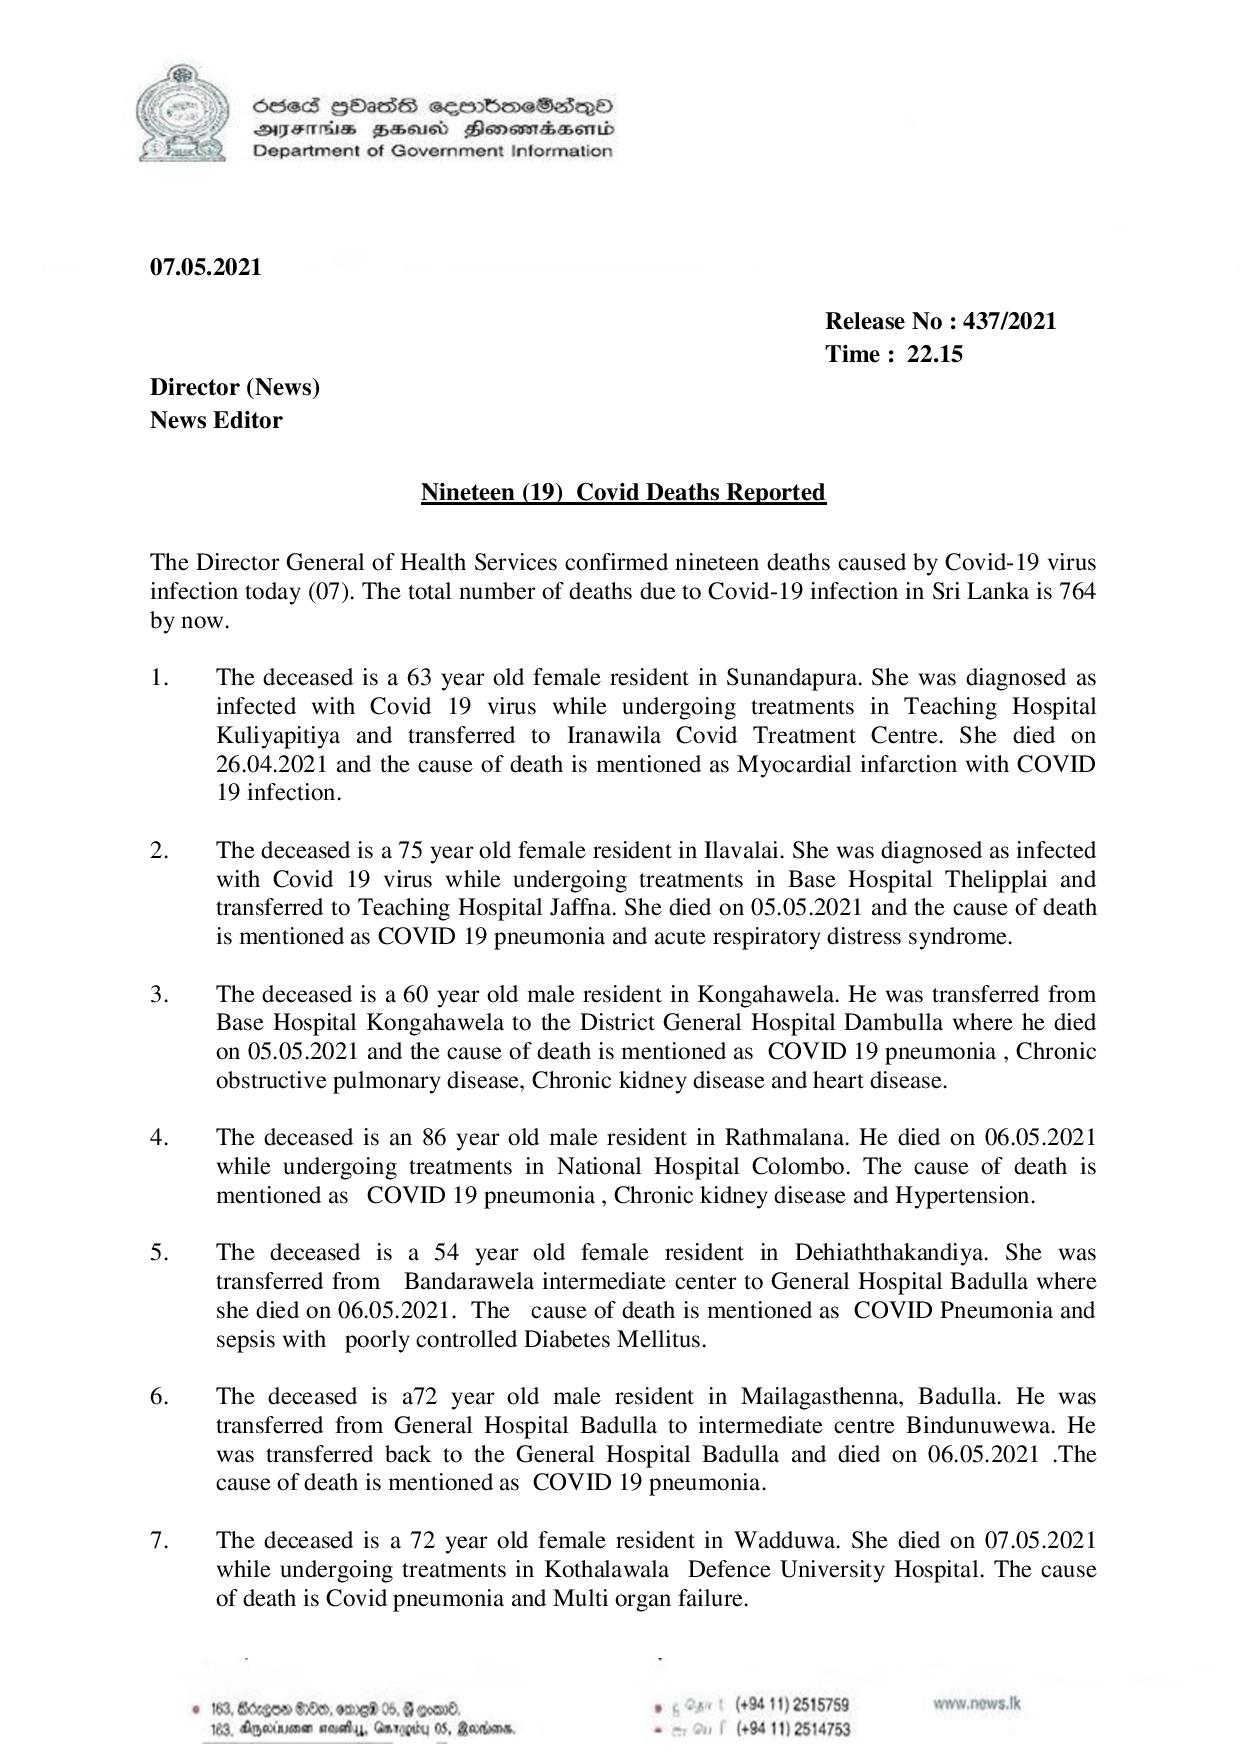 රජයේ ප්‍රවෘත්ති දෙපාර්තමේන්තුව
அரசாங்க தகவல் திணைக்களம்
Department of Government Information
07.05.2021
Release No : 437/2021
Time :  22.15
Director (News)
News Editor
Nineteen (19)  Covid Deaths Reported
The Director General of Health Services confirmed nineteen deaths caused by Covid-19 virus
infection today (07). The total number of deaths due to Covid-19 infection in Sri Lanka is 764
by now.
1. The deceased is a 63 year old female resident in Sunandapura. She was diagnosed as
infected with Covid 19 virus while undergoing treatments in Teaching Hospital
Kuliyapitiya and transferred to Iranawila Covid Treatment Centre. She died on
26.04.2021 and the cause of death is mentioned as Myocardial infarction with COVID
19 infection.
2. The deceased is a 75 year old female resident in Ilavalai. She was diagnosed as infected
with Covid 19 virus while undergoing treatments in Base Hospital Thelipplai and
transferred to Teaching Hospital Jaffna. She died on 05.05.2021 and the cause of death
is mentioned as COVID 19 pneumonia and acute respiratory distress syndrome.
3. The deceased is a 60 year old male resident in Kongahawela. He was transferred from
Base Hospital Kongahawela to the District General Hospital Dambulla where he died
on 05.05.2021 and the cause of death is mentioned as  COVID 19 pneumonia , Chronic
obstructive pulmonary disease, Chronic kidney disease and heart disease.
4. The deceased is an 86 year old male resident in Rathmalana. He died on 06.05.2021
while undergoing treatments in National Hospital Colombo. The cause of death is
mentioned as   COVID 19 pneumonia , Chronic kidney disease and Hypertension.
5. The deceased is a 54 year old female resident in Dehiaththakandiya. She was
transferred from   Bandarawela intermediate center to General Hospital Badulla where
she died on 06.05.2021.  The   cause of death is mentioned as  COVID Pneumonia and
sepsis with   poorly controlled Diabetes Mellitus.
6. The deceased is a72 year old male resident in Mailagasthenna, Badulla. He was
transferred from General Hospital Badulla to intermediate centre Bindunuwewa. He
was transferred back to the General Hospital Badulla and died on 06.05.2021 .The
cause of death is mentioned as  COVID 19 pneumonia.
7. The deceased is a 72 year old female resident in Wadduwa. She died on 07.05.2021
while undergoing treatments in Kothalawala  Defence University Hospital. The cause
of death is Covid pneumonia and Multi organ failure.
163, කිරුළපන මාවත, කොළඹ 05, ශ්‍රී ලංකාව.
163, கிருலப்பனை எவனியூ, கொழும்பு 05, இலங்கை.
(+94 11) 2515759
(+94 11) 2514753
www.news.lk